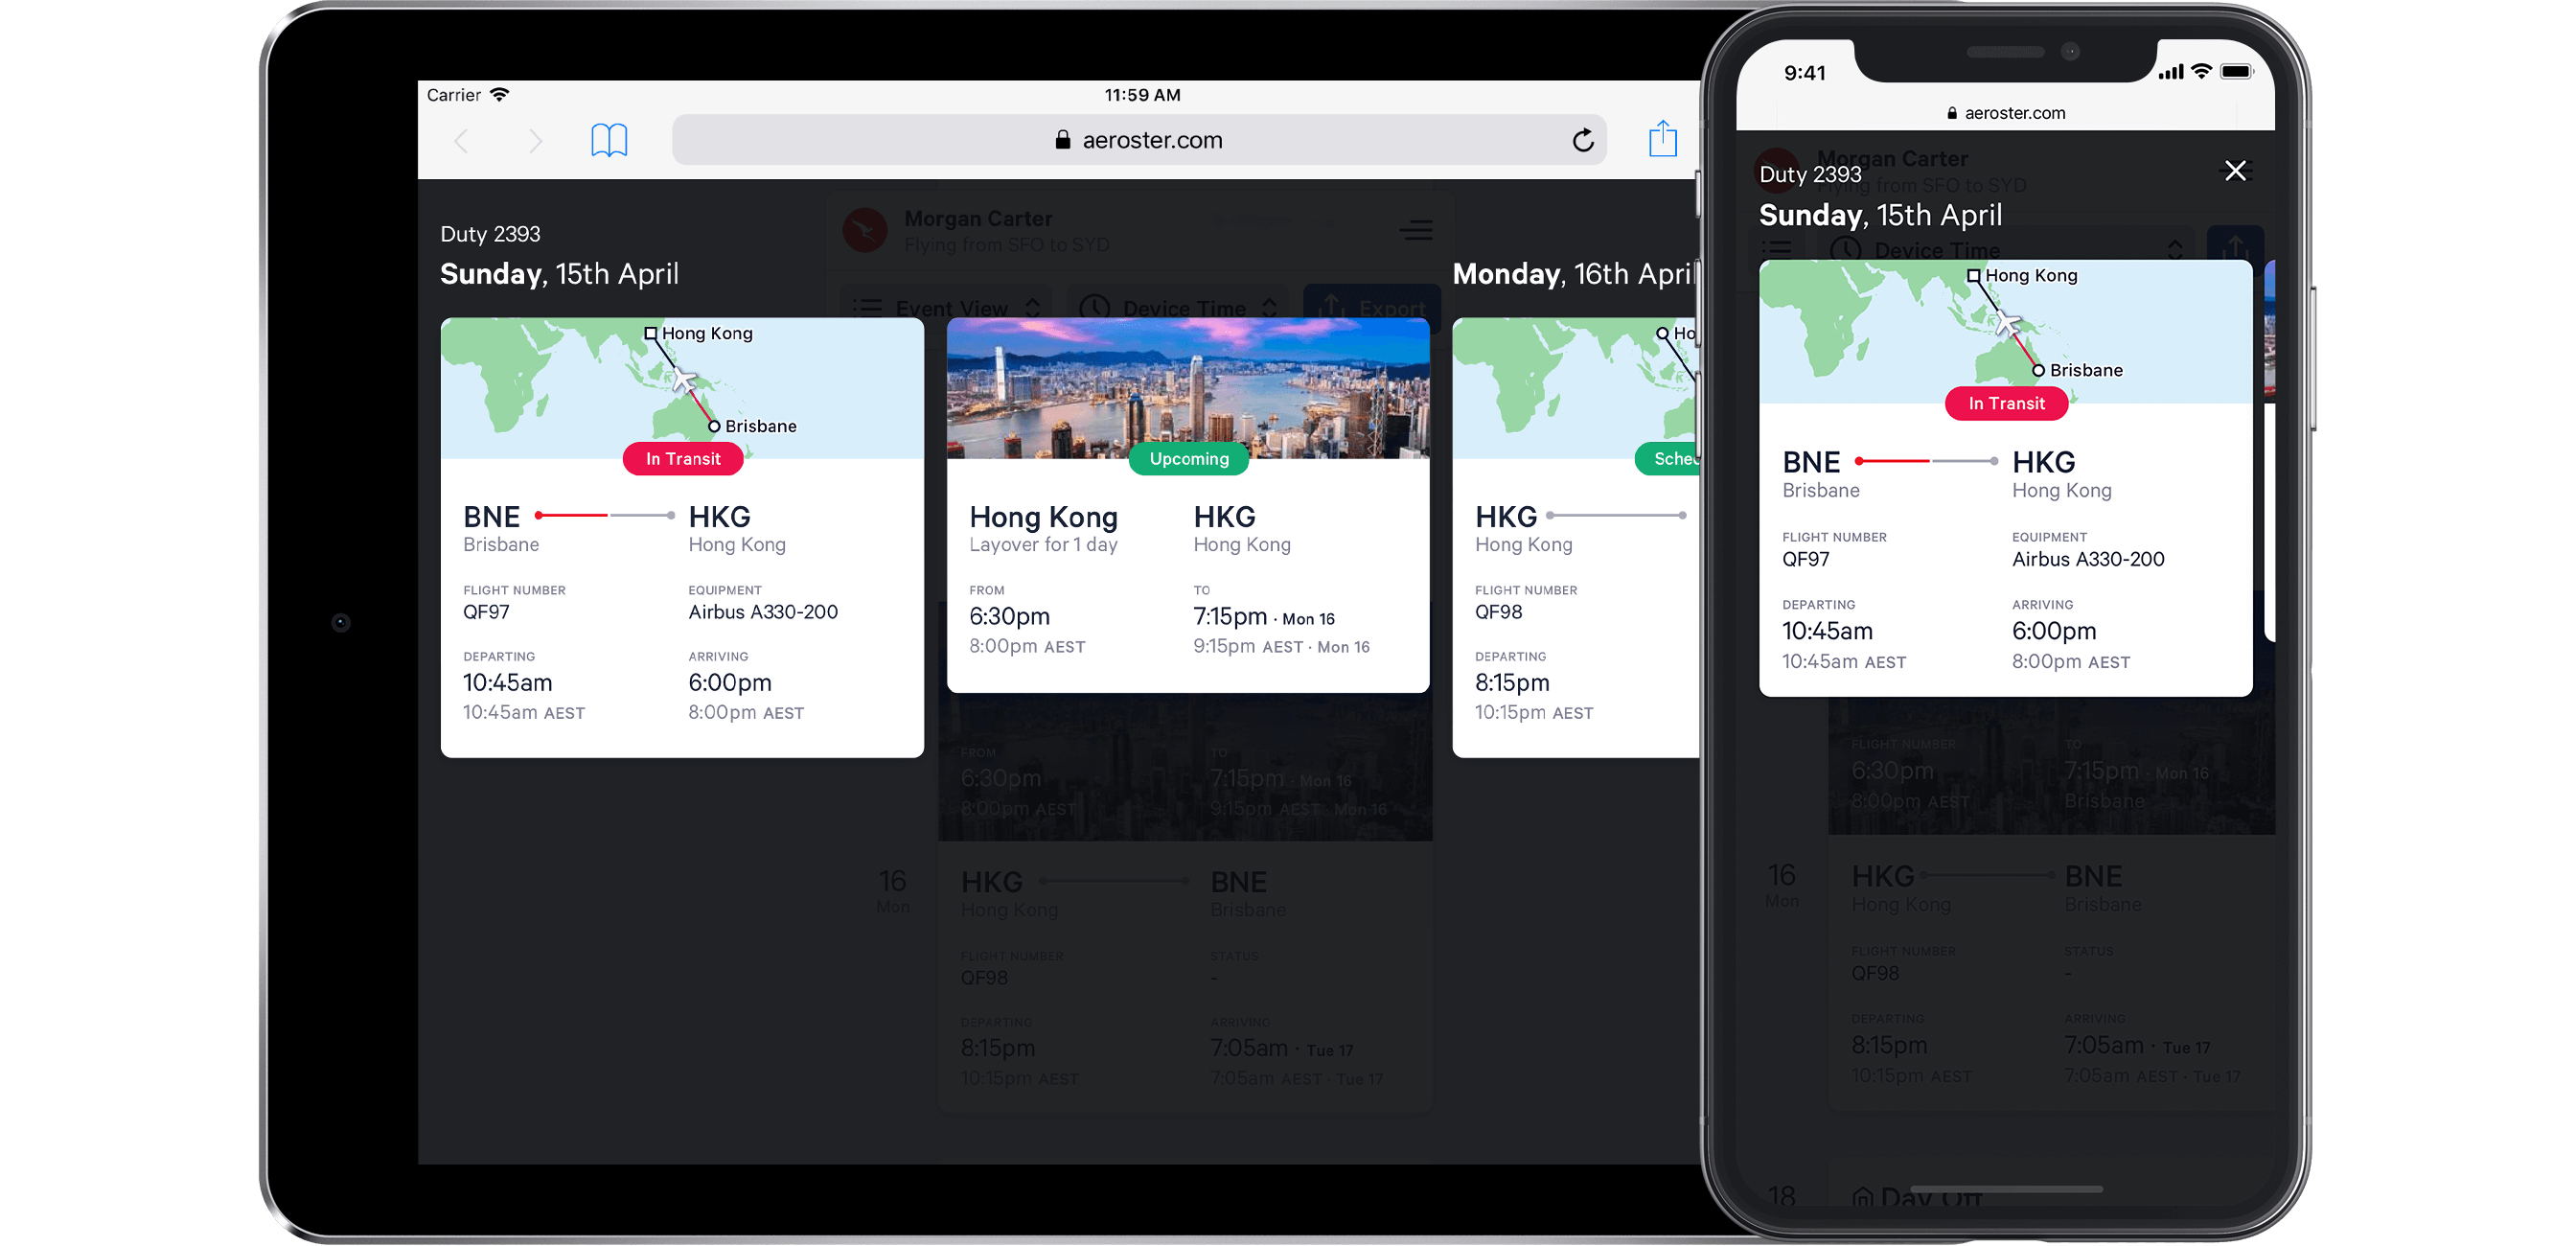 Carrier
11:59 AM
aeroster.com
Morgan Carter
Flying from SFO to SYD
Duty 2393
Sunday, 15th April
Monday, 16th April
Event View
Device Time
Export
Hong Kong
Brisbane
In Transit
BNE
HKG
Brisbane
Hong Kong
FLIGHT NUMBER
EQUIPMENT
QF97
Airbus A330-200
DEPARTING
ARRIVING
10:45am
6:00pm
10:45am AEST
8:00pm AEST
Upcoming
Hong Kong
HKG
Layover for 1 day
Hong Kong
FROM
TO
6:30pm
7:15pm · Mon 16
8:00pm AEST
9:15pm AEST · Mon 16
Ho
Sched
HKG
Hong Kong
FLIGHT NUMBER
QF98
DEPARTING
8:15pm
10:15pm AEST
FROM
TO
6:30pm
7:15pm · Mon 16
8:00pm AEST
9:15pm AEST · Mon 16
16
Mon
HKG
BNE
Hong Kong
Brisbane
FLIGHT NUMBER
STATUS
QF98
-
DEPARTING
ARRIVING
8:15pm
7:05am · Tue 17
10:15pm AEST
7:05am AEST · Tue 17
9:41
aeroster.com
Morgan Carter
Flying from SFO to SYD
Duty 2393
Sunday, 15th April
Device Time
Hong Kong
Brisbane
In Transit
BNE
HKG
Brisbane
Hong Kong
FLIGHT NUMBER
EQUIPMENT
QF97
Airbus A330-200
DEPARTING
ARRIVING
10:45am
6:00pm
10:45am AEST
8:00pm AEST
FLIGHT NUMBER
TO
6:30pm
7:15pm · Mon 16
8:00pm AEST
Brisbane
16
Mon
HKG
BNE
Hong Kong
Brisbane
FLIGHT NUMBER
STATUS
QF98
-
DEPARTING
ARRIVING
8:15pm
7:05am · Tue 17
10:15pm AEST
7:05am AEST · Tue 17
18
Day Off